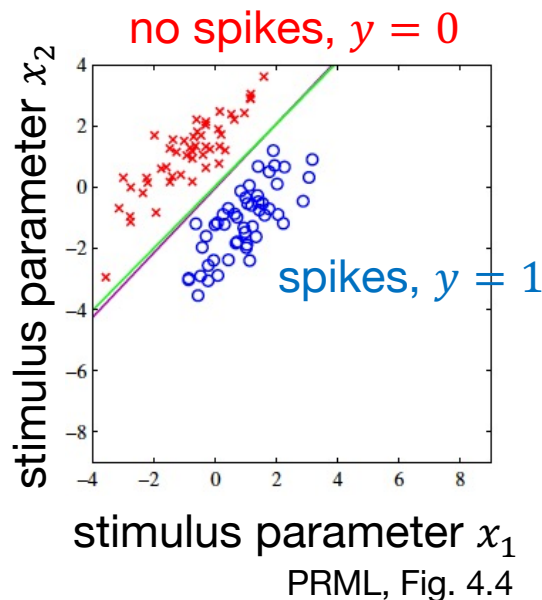 no spikes, y = 0
stimulus parameter x₂
4
2
0
−2
−4
−6
−8
spikes, y = 1
−4 −2 0 2 4 6 8
stimulus parameter x₁
PRML, Fig. 4.4